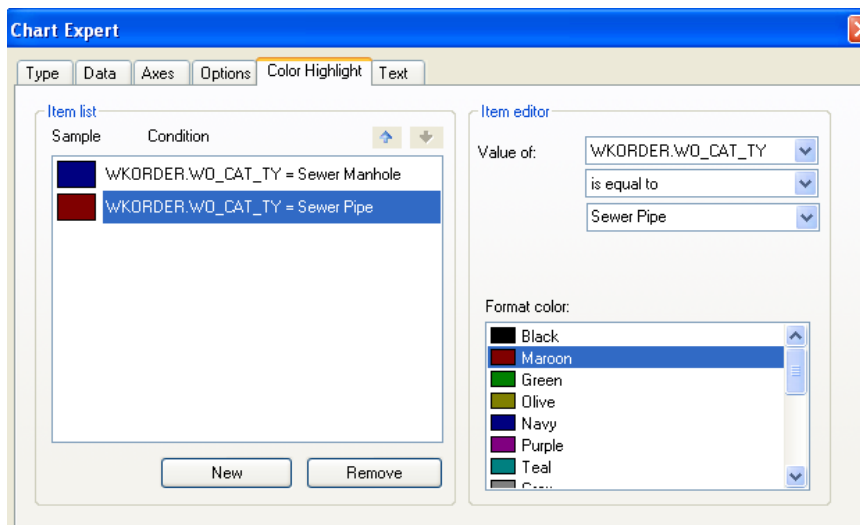 Chart Expert
Type Data Axes Options Color Highlight Text
Item list
Sample Condition
WKORDER.WO_CAT_TY = Sewer Manhole
WKORDER.WO_CAT_TY = Sewer Pipe
New Remove
Item editor
Value of: WKORDER.WO_CAT_TY
is equal to
Sewer Pipe
Format color:
Black
Maroon
Green
Olive
Navy
Purple
Teal